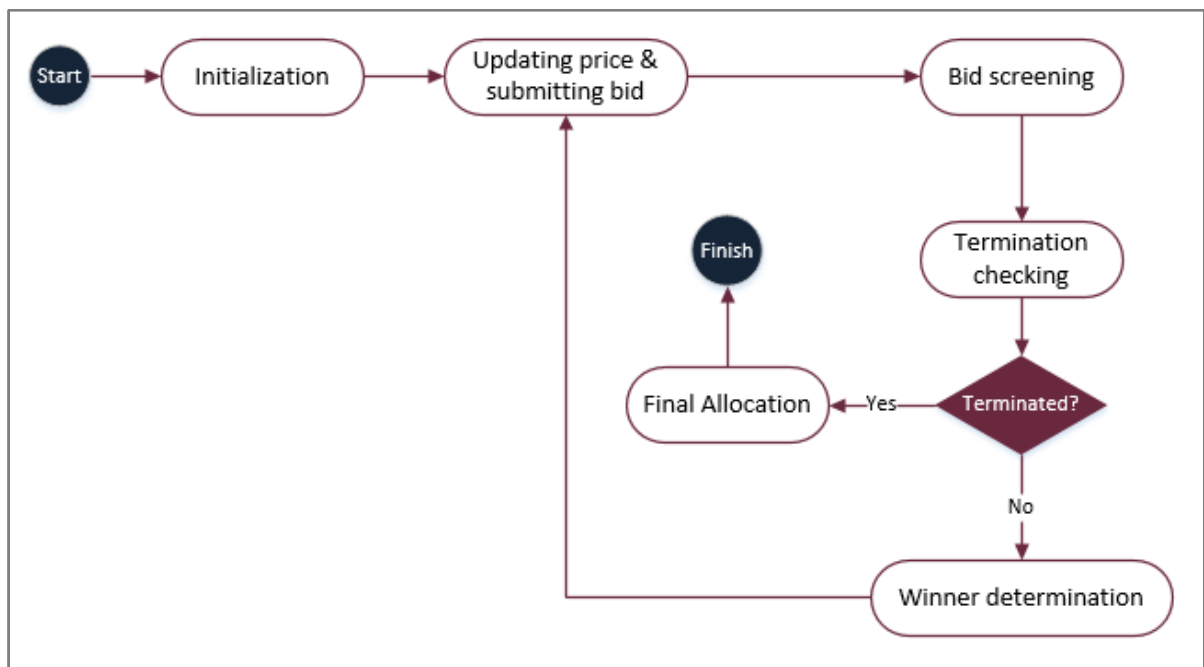 Start
Initialization
Updating price &
submitting bid
Bid screening
Finish
Termination
checking
Final Allocation
Yes
Terminated?
No
Winner determination